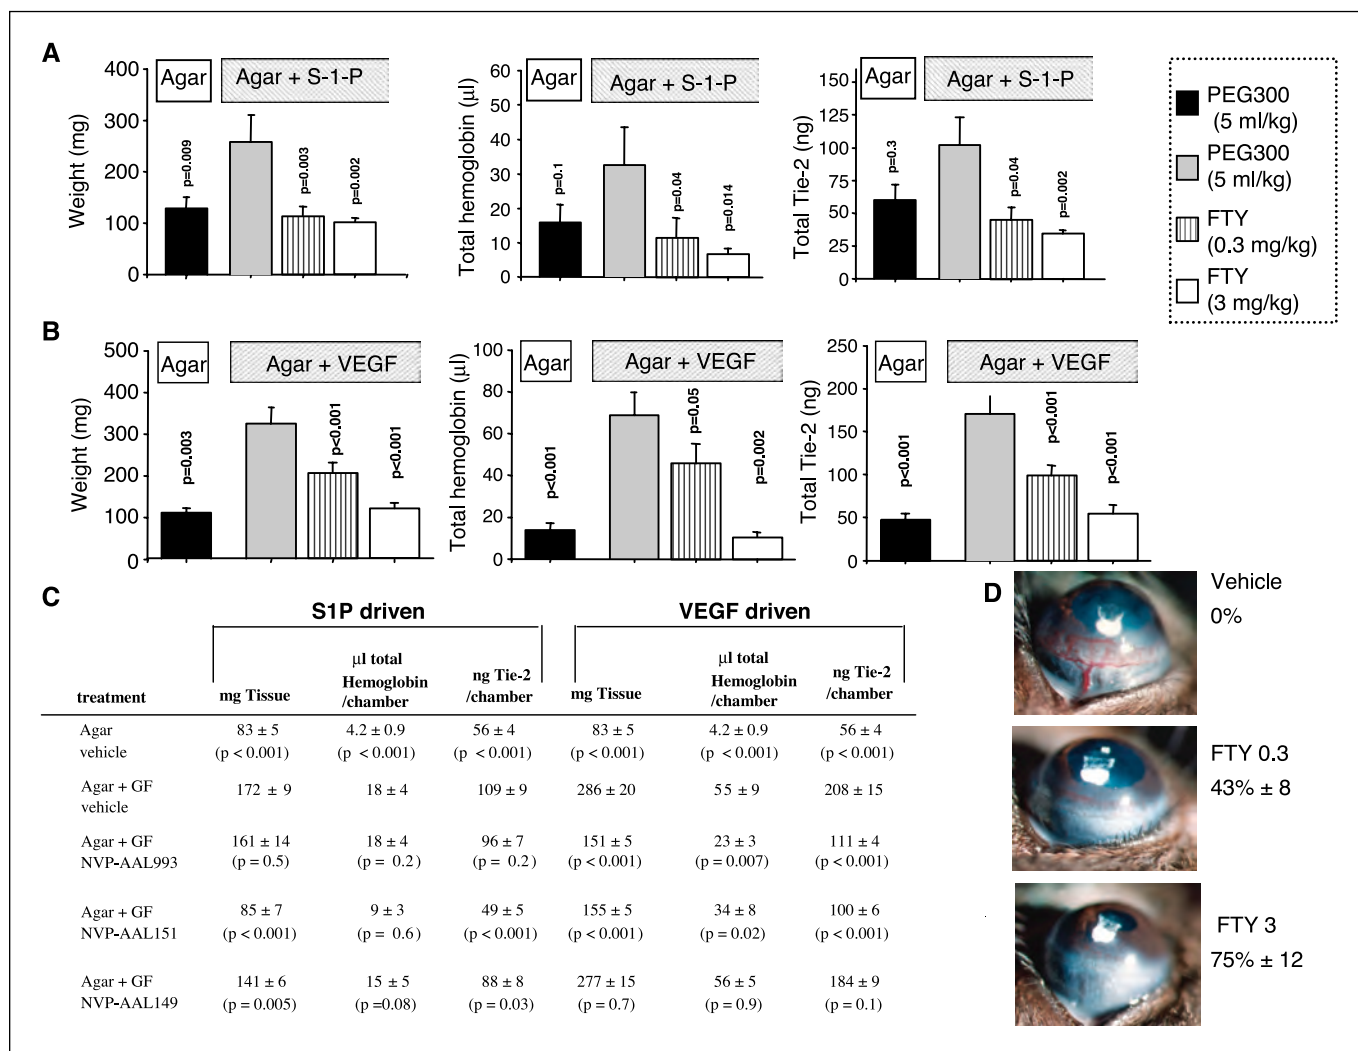 A
Agar
Agar + S-1-P
Weight (mg)
400
300
200
100
0
p=0.009
p=0.003
p=0.002
Agar
Agar + S-1-P
Total hemoglobin (µl)
60
50
40
30
20
10
0
p=0.1
p=0.04
p=0.014
Agar
Agar + S-1-P
Total Tie-2 (ng)
150
125
100
75
50
25
0
p=0.3
p=0.04
p=0.002
PEG300
(5 ml/kg)
PEG300
(5 ml/kg)
FTY
(0.3 mg/kg)
FTY
(3 mg/kg)
B
Agar
Agar + VEGF
Weight (mg)
500
400
300
200
100
0
p=0.003
p<0.001
p<0.001
Agar
Agar + VEGF
Total hemoglobin (µl)
100
80
60
40
20
0
p<0.001
p=0.05
p=0.002
Agar
Agar + VEGF
Total Tie-2 (ng)
250
200
150
100
50
0
p<0.001
p<0.001
p<0.001
C
S1P driven VEGF driven
treatment mg Tissue µl total Hemoglobin /chamber ng Tie-2 /chamber mg Tissue µl total Hemoglobin /chamber ng Tie-2 /chamber
Agar 83 ± 5 4.2 ± 0.9 56 ± 4 83 ± 5 4.2 ± 0.9 56 ± 4
vehicle (p < 0.001) (p < 0.001) (p < 0.001) (p < 0.001) (p < 0.001) (p < 0.001)
Agar + GF 172 ± 9 18 ± 4 109 ± 9 286 ± 20 55 ± 9 208 ± 15
vehicle
Agar + GF 161 ± 14 18 ± 4 96 ± 7 151 ± 5 23 ± 3 111 ± 4
NVP-AAL993 (p = 0.5) (p = 0.2) (p = 0.2) (p < 0.001) (p = 0.007) (p < 0.001)
Agar + GF 85 ± 7 9 ± 3 49 ± 5 155 ± 5 34 ± 8 100 ± 6
NVP-AAL151 (p < 0.001) (p = 0.6) (p < 0.001) (p < 0.001) (p = 0.02) (p < 0.001)
Agar + GF 141 ± 6 15 ± 5 88 ± 8 277 ± 15 56 ± 5 184 ± 9
NVP-AAL149 (p = 0.005) (p =0.08) (p = 0.03) (p = 0.7) (p = 0.9) (p = 0.1)
D
Vehicle
0%
FTY 0.3
43% ± 8
FTY 3
75% ± 12